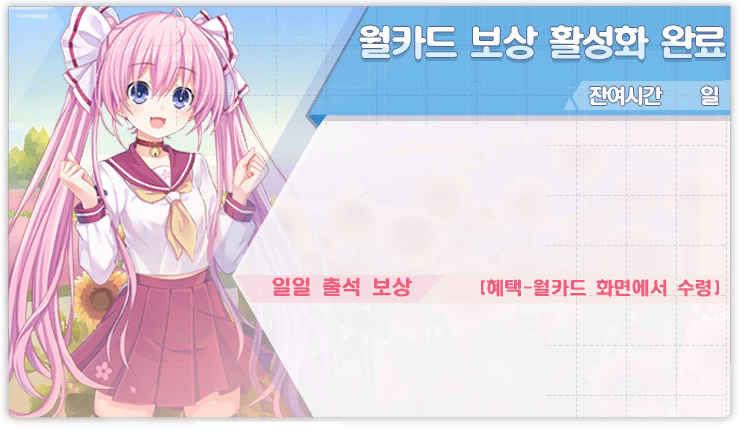 월카드 보상 활성화 완료
잔여시간 일
일일 출석 보상 [혜택-월카드 화면에서 수령]